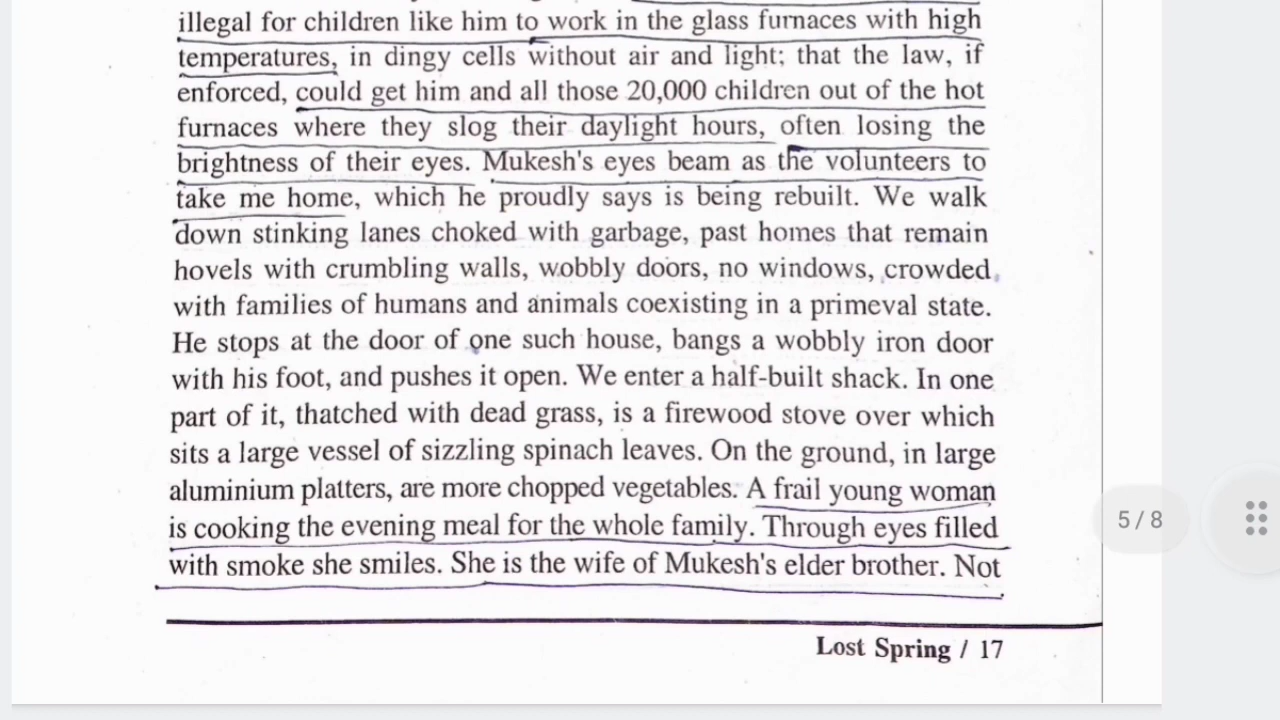 illegal for children like him to work in the glass furnaces with high
temperatures, in dingy cells without air and light; that the law, if
enforced, could get him and all those 20,000 children out of the hot
furnaces where they slog their daylight hours, often losing the
brightness of their eyes. Mukesh's eyes beam as the volunteers to
take me home, which he proudly says is being rebuilt. We walk
down stinking lanes choked with garbage, past homes that remain
hovels with crumbling walls, wobbly doors, no windows, crowded
with families of humans and animals coexisting in a primeval state.
He stops at the door of one such house, bangs a wobbly iron door
with his foot, and pushes it open. We enter a half-built shack. In one
part of it, thatched with dead grass, is a firewood stove over which
sits a large vessel of sizzling spinach leaves. On the ground, in large
aluminium platters, are more chopped vegetables. A frail young woman
is cooking the evening meal for the whole family. Through eyes filled
with smoke she smiles. She is the wife of Mukesh's elder brother. Not
Lost Spring / 17
5 / 8